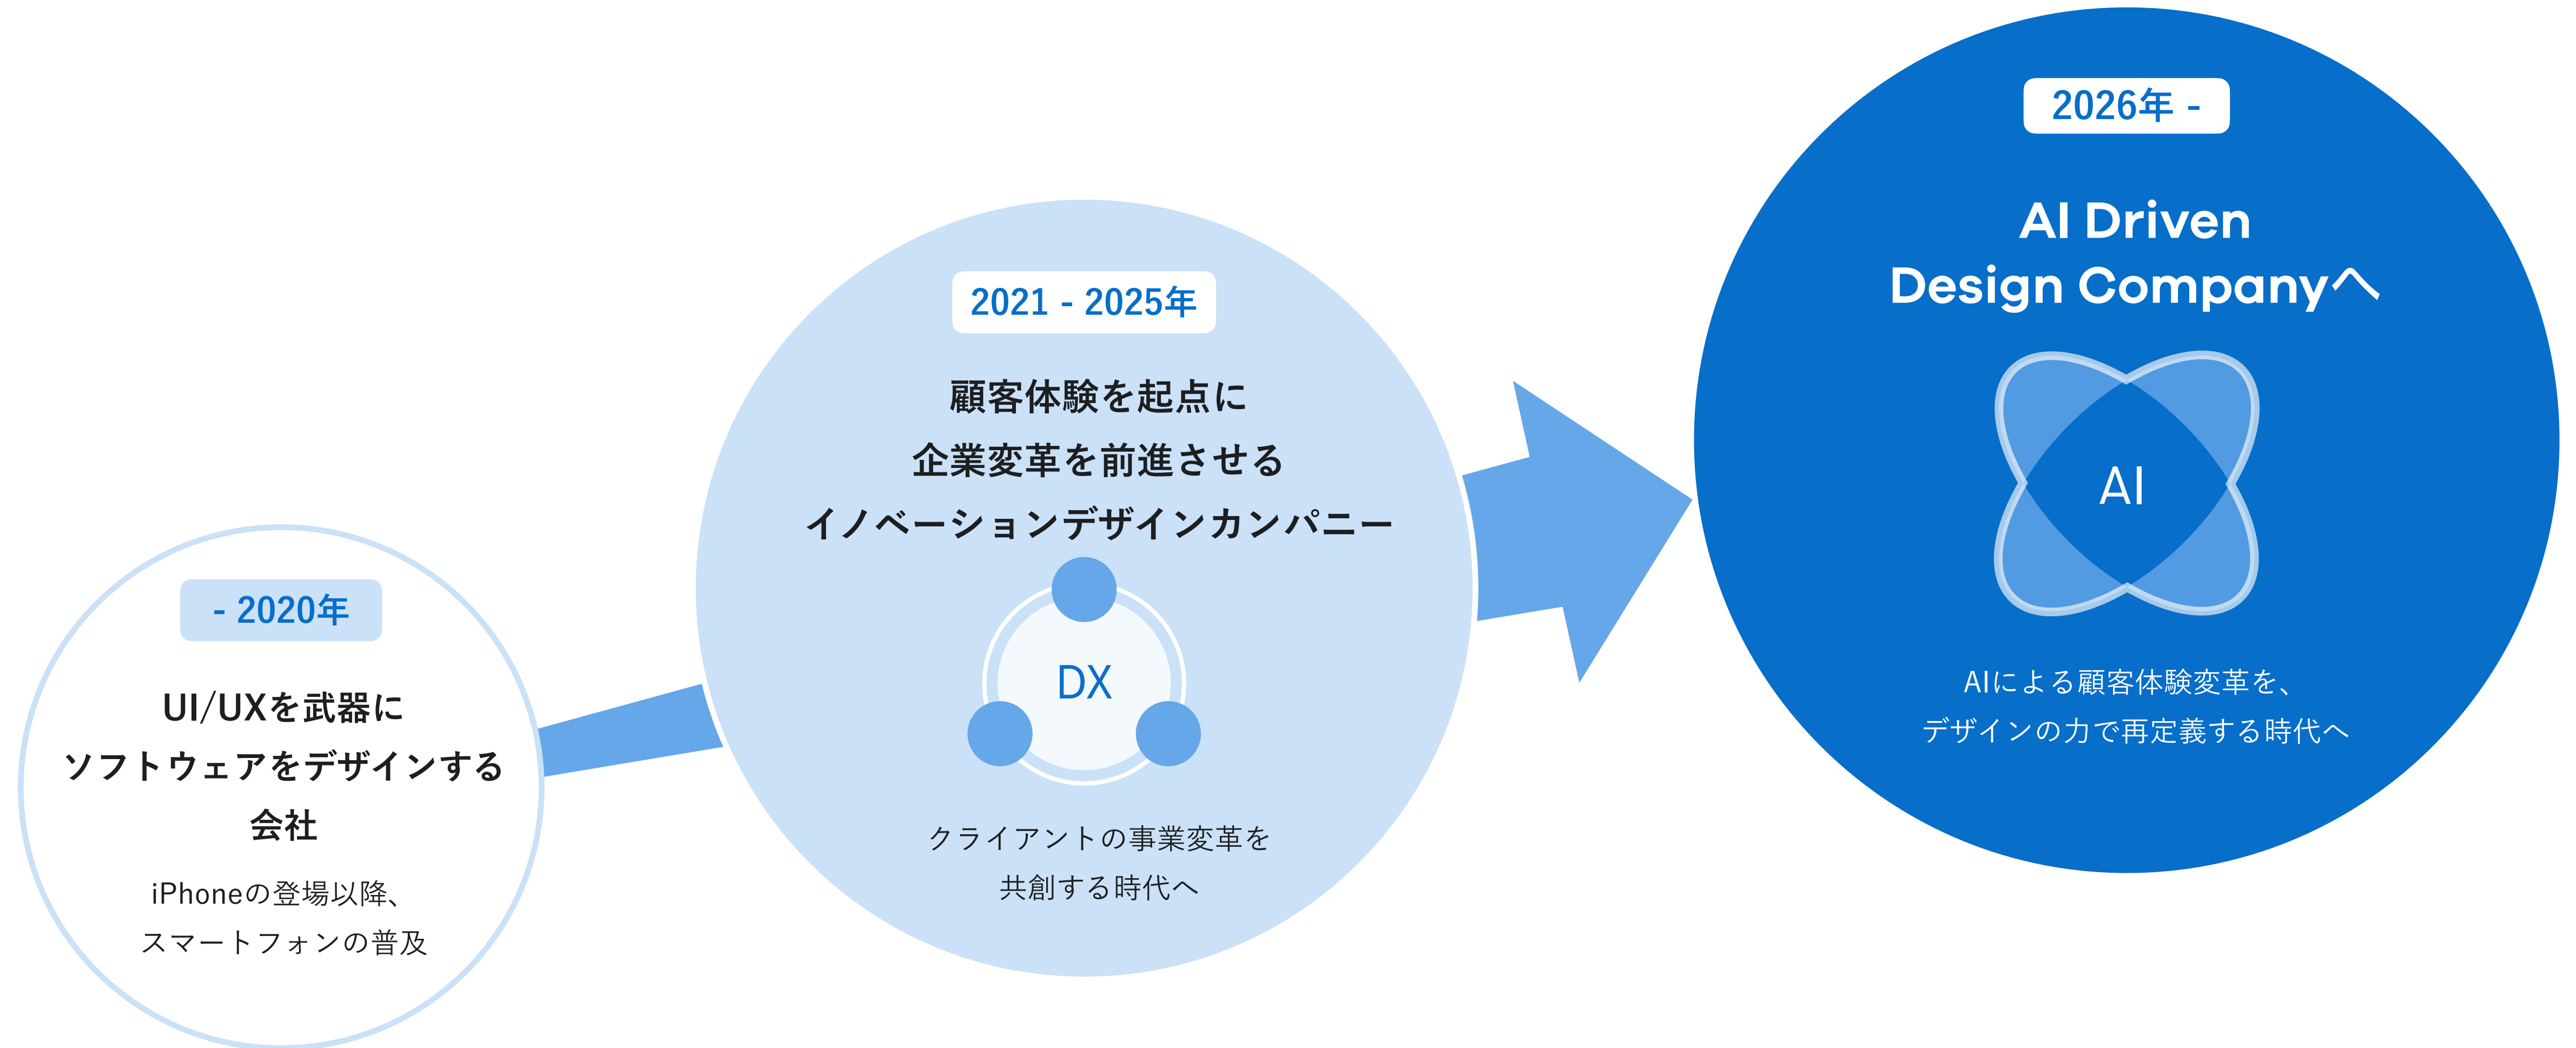 - 2020年
UI/UXを武器に
ソフトウェアをデザインする
会社
iPhoneの登場以降、
スマートフォンの普及
2021 - 2025年
顧客体験を起点に
企業変革を前進させる
イノベーションデザインカンパニー
DX
クライアントの事業変革を
共創する時代へ
2026年 -
AI Driven
Design Companyへ
AI
AIによる顧客体験変革を、
デザインの力で再定義する時代へ